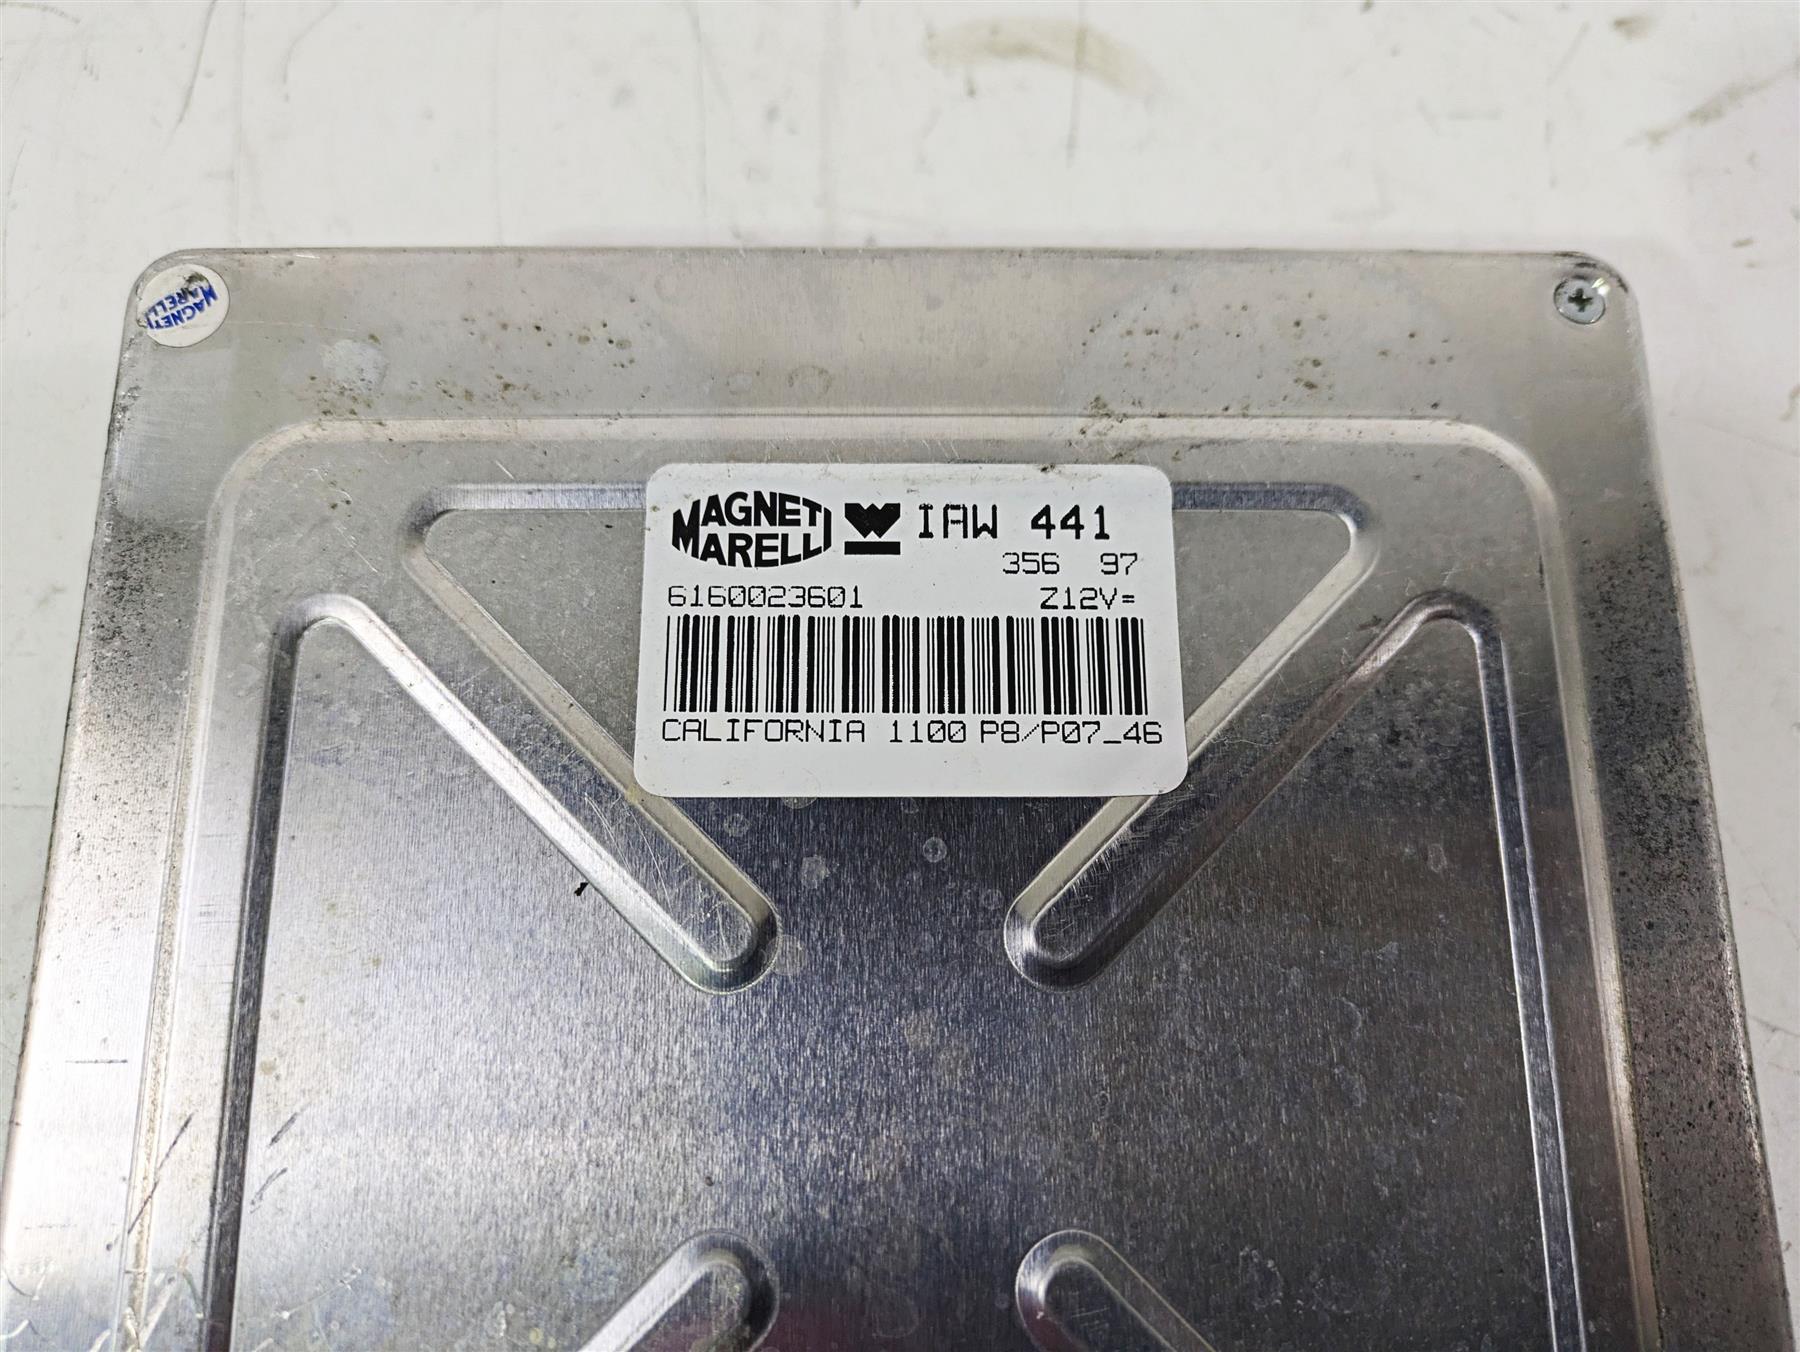 MAGNETI
MARELLI
MAGNETI
MARELLI
W
IAW 441
356 97
6160023601 Z12V=
CALIFORNIA 1100 P8/P07_46